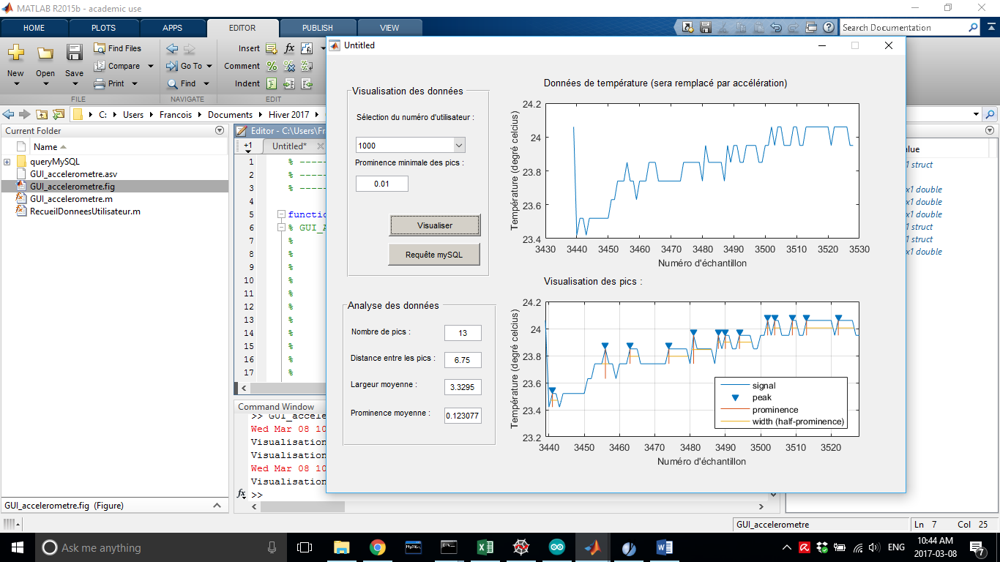 MATLAB R2015b - academic use
HOME PLOTS APPS EDITOR PUBLISH VIEW
Search Documentation
New
Open
Save
Find Files
Compare
Print
FILE
Go To
Find
NAVIGATE
Insert
Comment
Indent
EDIT
C: Users Francois Documents Hiver 2017
Current Folder
Name
queryMySQL
GUI_accelerometre.asv
GUI_accelerometre.fig
GUI_accelerometre.m
RecueilDonneesUtilisateur.m
GUI_accelerometre.fig (Figure)
Editor - C:\Users\Fr
+1 Untitled*
1 % -----
2 % -----
3 % -----
4
5 function
6 % GUI_A
7 %
8 %
9 %
10 %
11 %
12 %
13 %
14 %
15 %
16 %
17 %
Command Window
>> GUI_accele
Wed Mar 08 10
Visualisation
Visualisation
Wed Mar 08 10
Visualisation
fx >>
alue
1 struct
x1 double
x1 double
x1 double
1 struct
1 struct
x1 double
Untitled
Visualisation des données
Sélection du numéro d'utilisateur :
1000
Prominence minimale des pics :
0.01
Visualiser
Requête mySQL
Analyse des données
Nombre de pics : 13
Distance entre les pics : 6.75
Largeur moyenne : 3.3295
Prominence moyenne : 0.123077
Données de température (sera remplacé par accélération)
Température (degré celcius)
24.2
24
23.8
23.6
23.4
3430 3440 3450 3460 3470 3480 3490 3500 3510 3520 3530
Numéro d'échantillon
Visualisation des pics :
Température (degré celcius)
24.2
24
23.8
23.6
23.4
23.2
signal
peak
prominence
width (half-prominence)
3440 3450 3460 3470 3480 3490 3500 3510 3520
Numéro d'échantillon
GUI_accelerometre
Ln 7 Col 25
Ask me anything
ENG
10:44 AM
2017-03-08
7